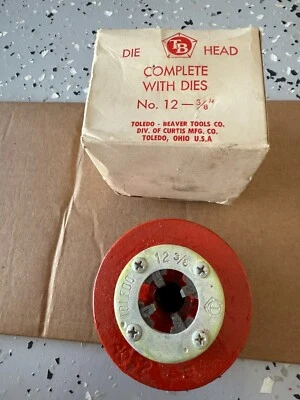 DIE TB HEAD
COMPLETE
WITH DIES
No. 12 — 3/8"
TOLEDO - BEAVER TOOLS CO.
DIV. OF CURTIS MFG. CO.
TOLEDO, OHIO U.S.A
TOLEDO 12 3/8